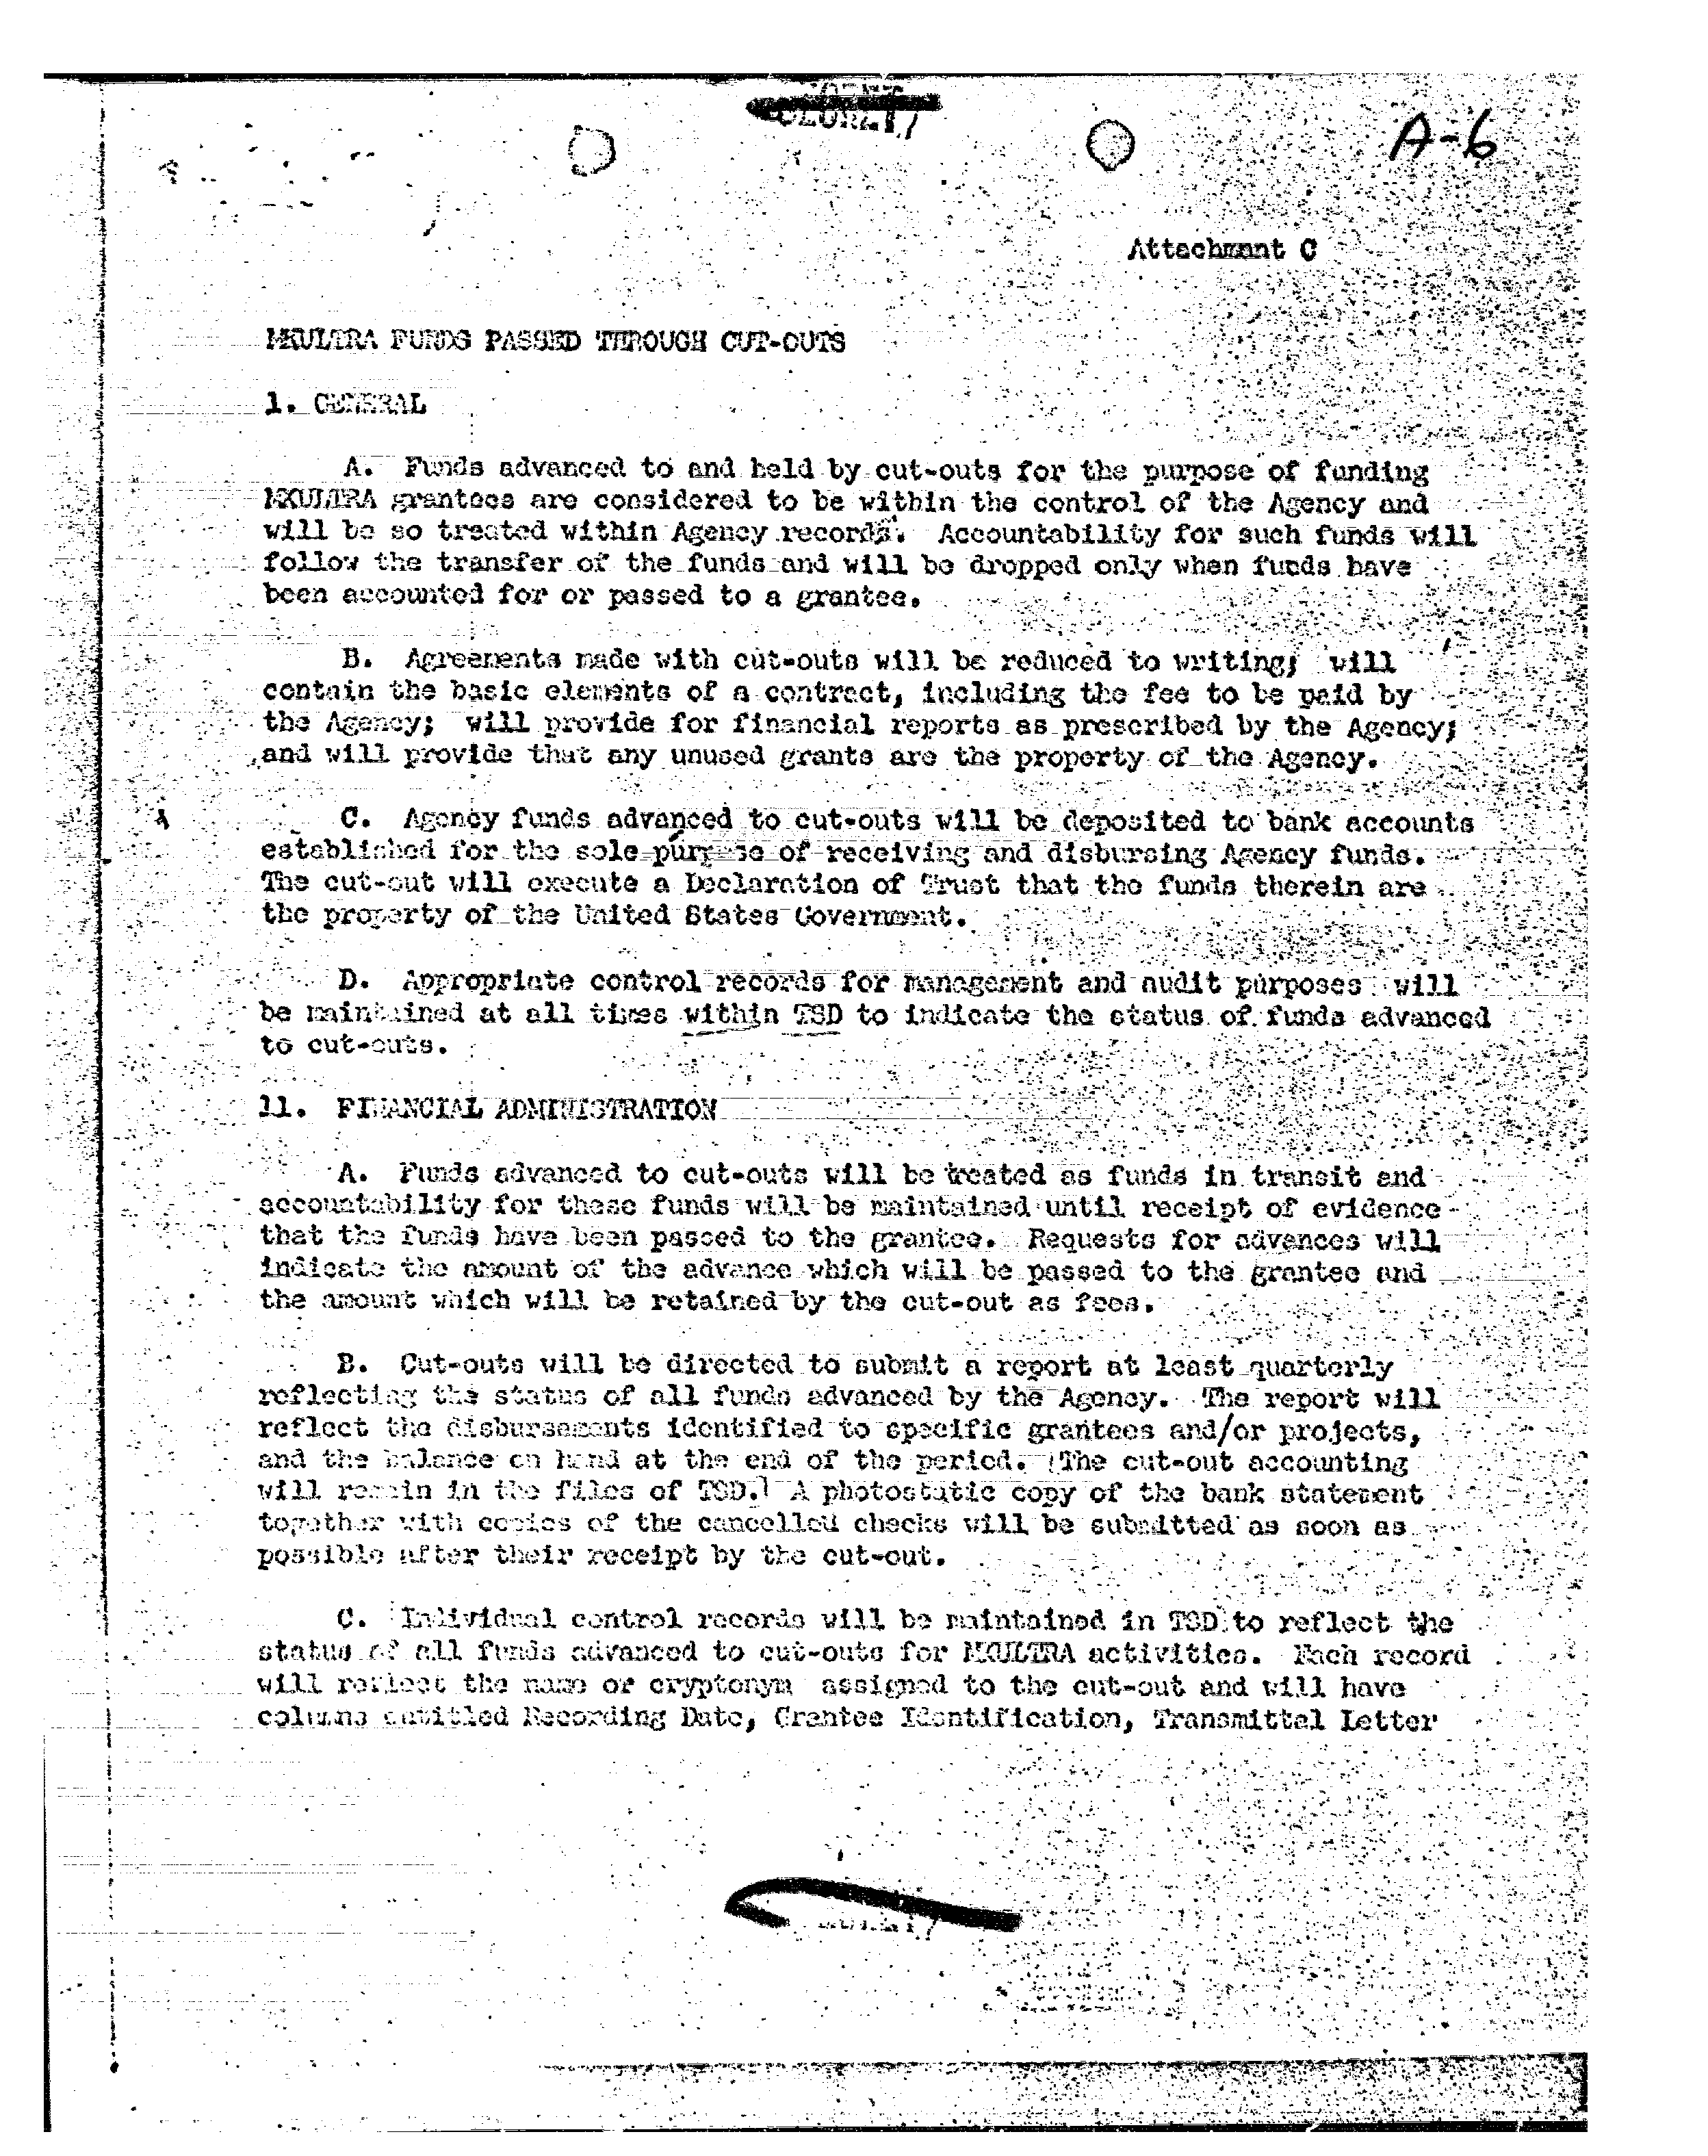 A-6
Attachment C
MKULTRA FUNDS PASSED THROUGH CUT-OUTS
1. GENERAL
A. Funds advanced to and held by cut-outs for the purpose of funding
MKULTRA grantees are considered to be within the control of the Agency and
will be so treated within Agency records. Accountability for such funds will
follow the transfer of the funds and will be dropped only when funds have
been accounted for or passed to a grantee.
B. Agreements made with cut-outs will be reduced to writing; will
contain the basic elements of a contract, including the fee to be paid by
the Agency; will provide for financial reports as prescribed by the Agency;
and will provide that any unused grants are the property of the Agency.
C. Agency funds advanced to cut-outs will be deposited to bank accounts
established for the sole purpose of receiving and disbursing Agency funds.
The cut-out will execute a Declaration of Trust that the funds therein are
the property of the United States Government.
D. Appropriate control records for management and audit purposes will
be maintained at all times within TSD to indicate the status of funds advanced
to cut-outs.
11. FINANCIAL ADMINISTRATION
A. Funds advanced to cut-outs will be treated as funds in transit and
accountability for these funds will be maintained until receipt of evidence
that the funds have been passed to the grantee. Requests for advances will
indicate the amount of the advance which will be passed to the grantee and
the amount which will be retained by the cut-out as fees.
B. Cut-outs will be directed to submit a report at least quarterly
reflecting the status of all funds advanced by the Agency. The report will
reflect the disbursements identified to specific grantees and/or projects,
and the balance on hand at the end of the period. (The cut-out accounting
will remain in the files of TSD.) A photostatic copy of the bank statement
together with copies of the cancelled checks will be submitted as soon as
possible after their receipt by the cut-out.
C. Individual control records will be maintained in TSD to reflect the
status of all funds advanced to cut-outs for MKULTRA activities. Each record
will reflect the name or cryptonym assigned to the cut-out and will have
columns entitled Recording Date, Grantee Identification, Transmittal Letter